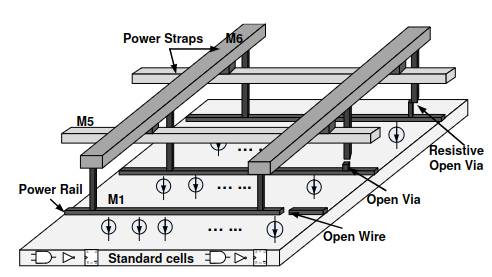 Power Straps
M6
M5
Resistive
Open Via
Power Rail
M1
Open Via
Open Wire
Standard cells